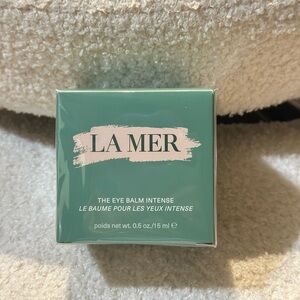 LA MER
THE EYE BALM INTENSE
LE BAUME POUR LES YEUX INTENSE
poids net wt. 0.5 oz./15 ml ℮